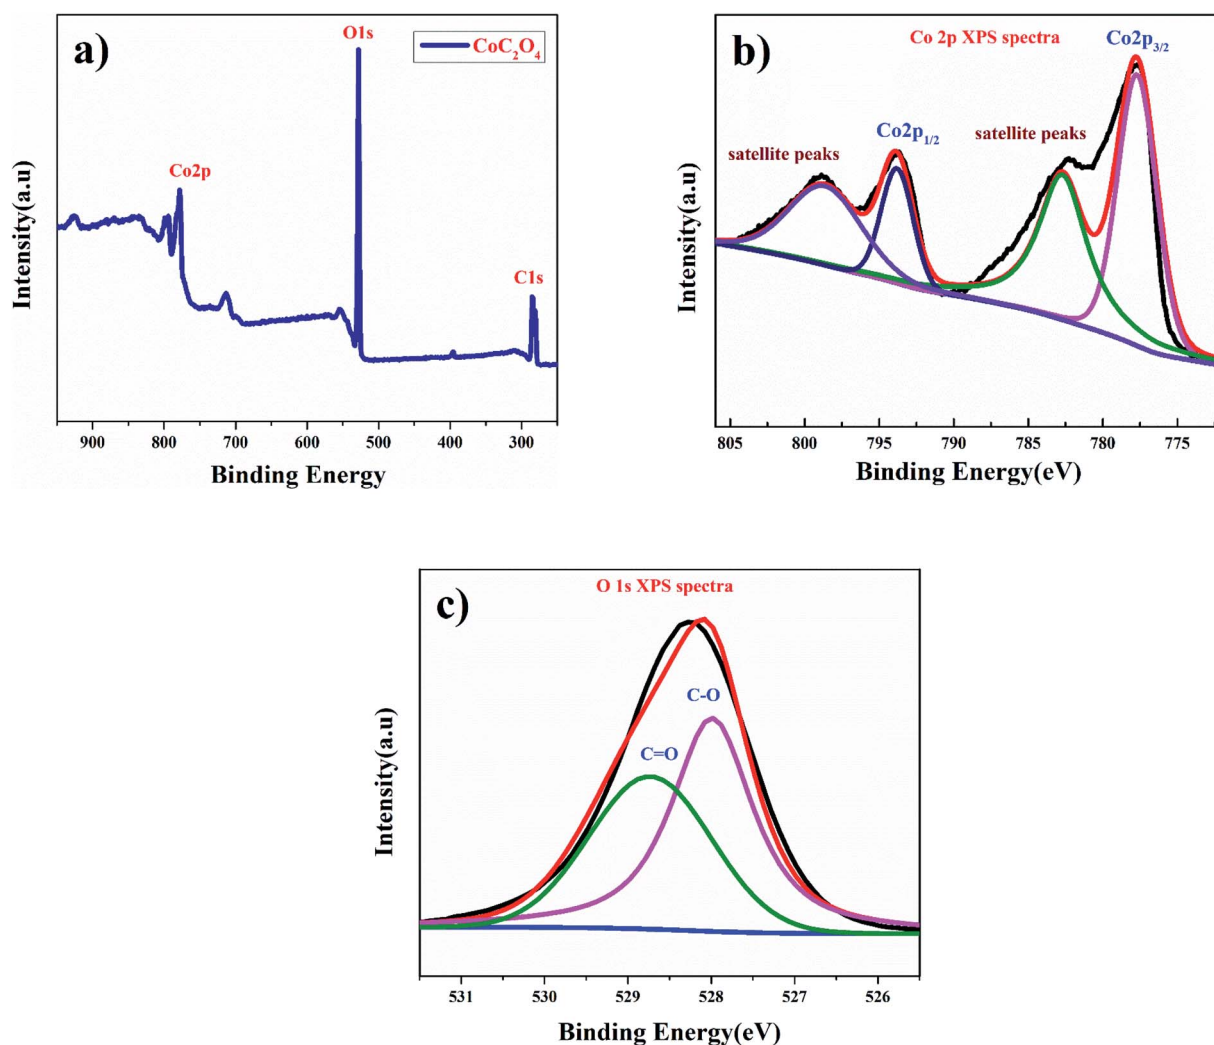 a)
O1s
CoC₂O₄
Co2p
C1s
Intensity(a.u)
900 800 700 600 500 400 300
Binding Energy
b)
Co 2p XPS spectra
Co2p₃/₂
Co2p₁/₂
satellite peaks
satellite peaks
Intensity(a.u)
805 800 795 790 785 780 775
Binding Energy(eV)
c)
O 1s XPS spectra
C-O
C=O
Intensity(a.u)
531 530 529 528 527 526
Binding Energy(eV)